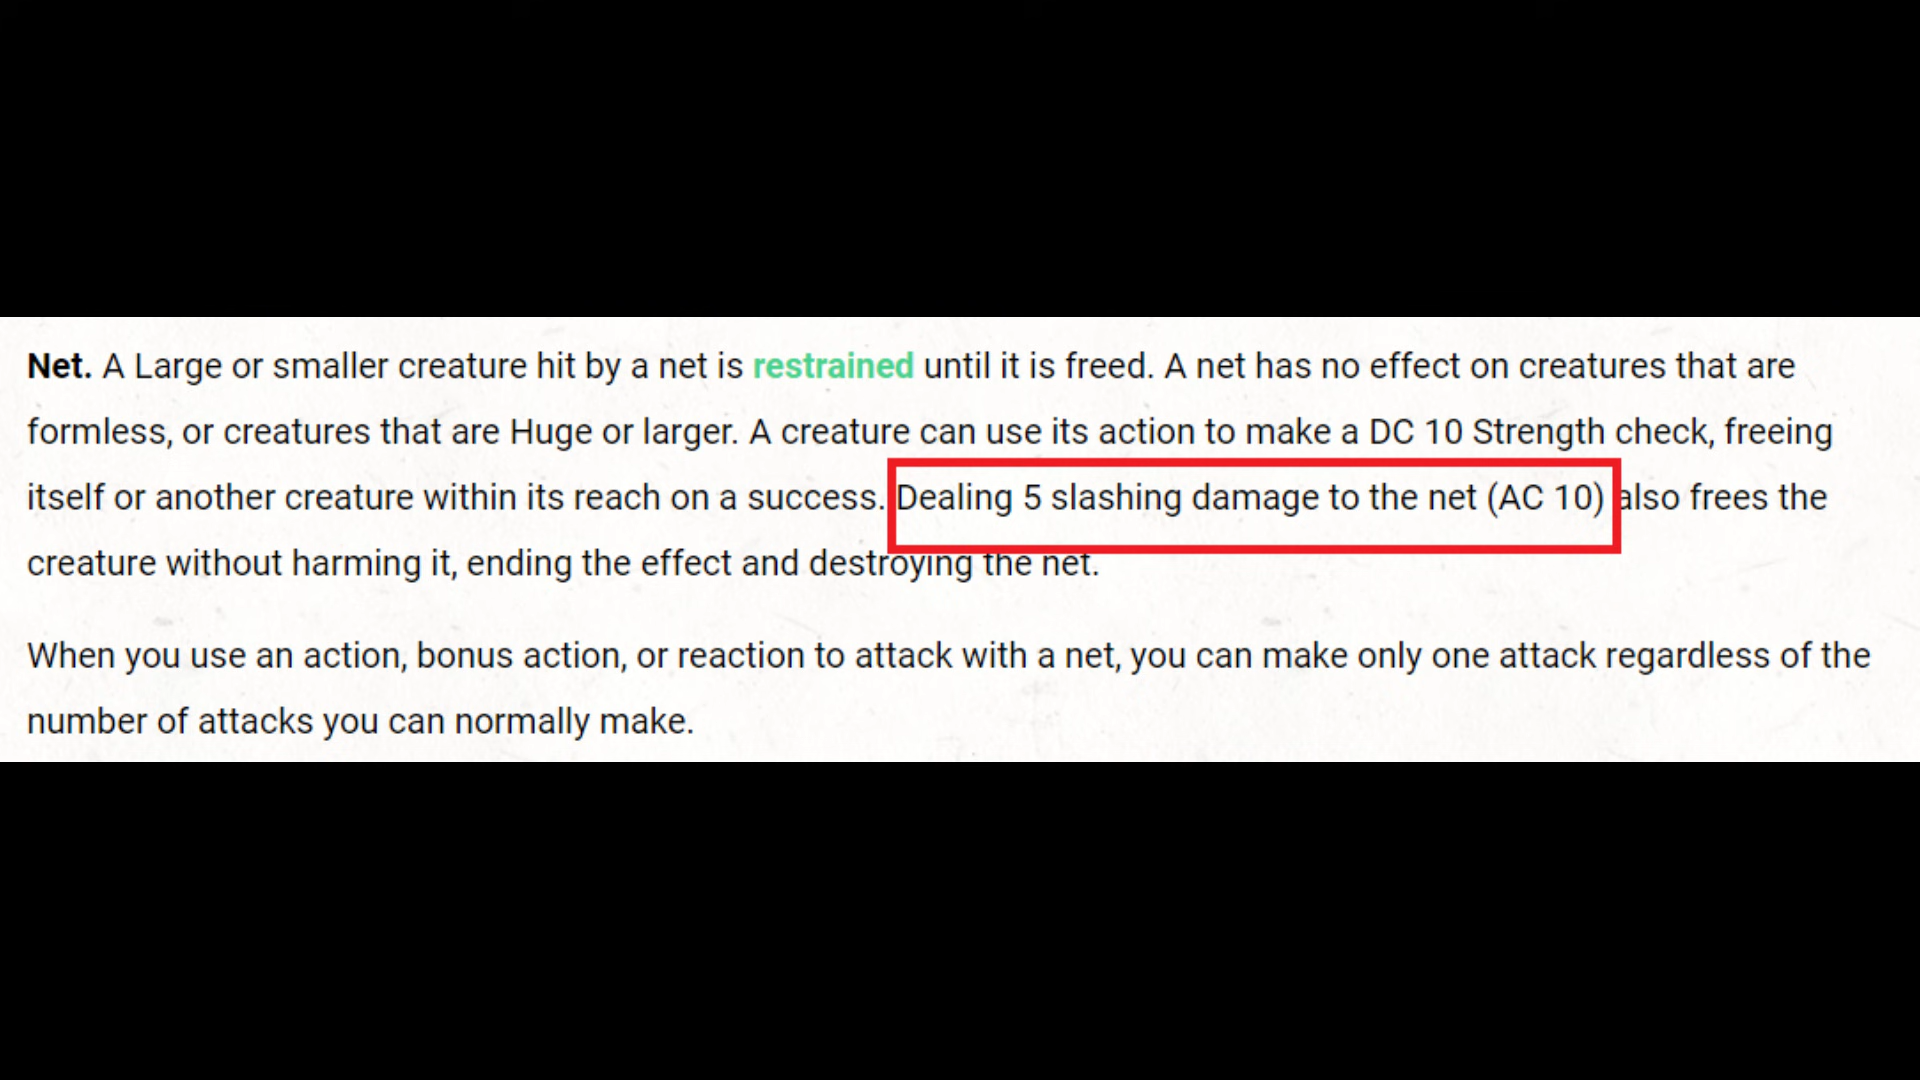 Net. A Large or smaller creature hit by a net is restrained until it is freed. A net has no effect on creatures that are
formless, or creatures that are Huge or larger. A creature can use its action to make a DC 10 Strength check, freeing
itself or another creature within its reach on a success. Dealing 5 slashing damage to the net (AC 10) also frees the
creature without harming it, ending the effect and destroying the net.
When you use an action, bonus action, or reaction to attack with a net, you can make only one attack regardless of the
number of attacks you can normally make.